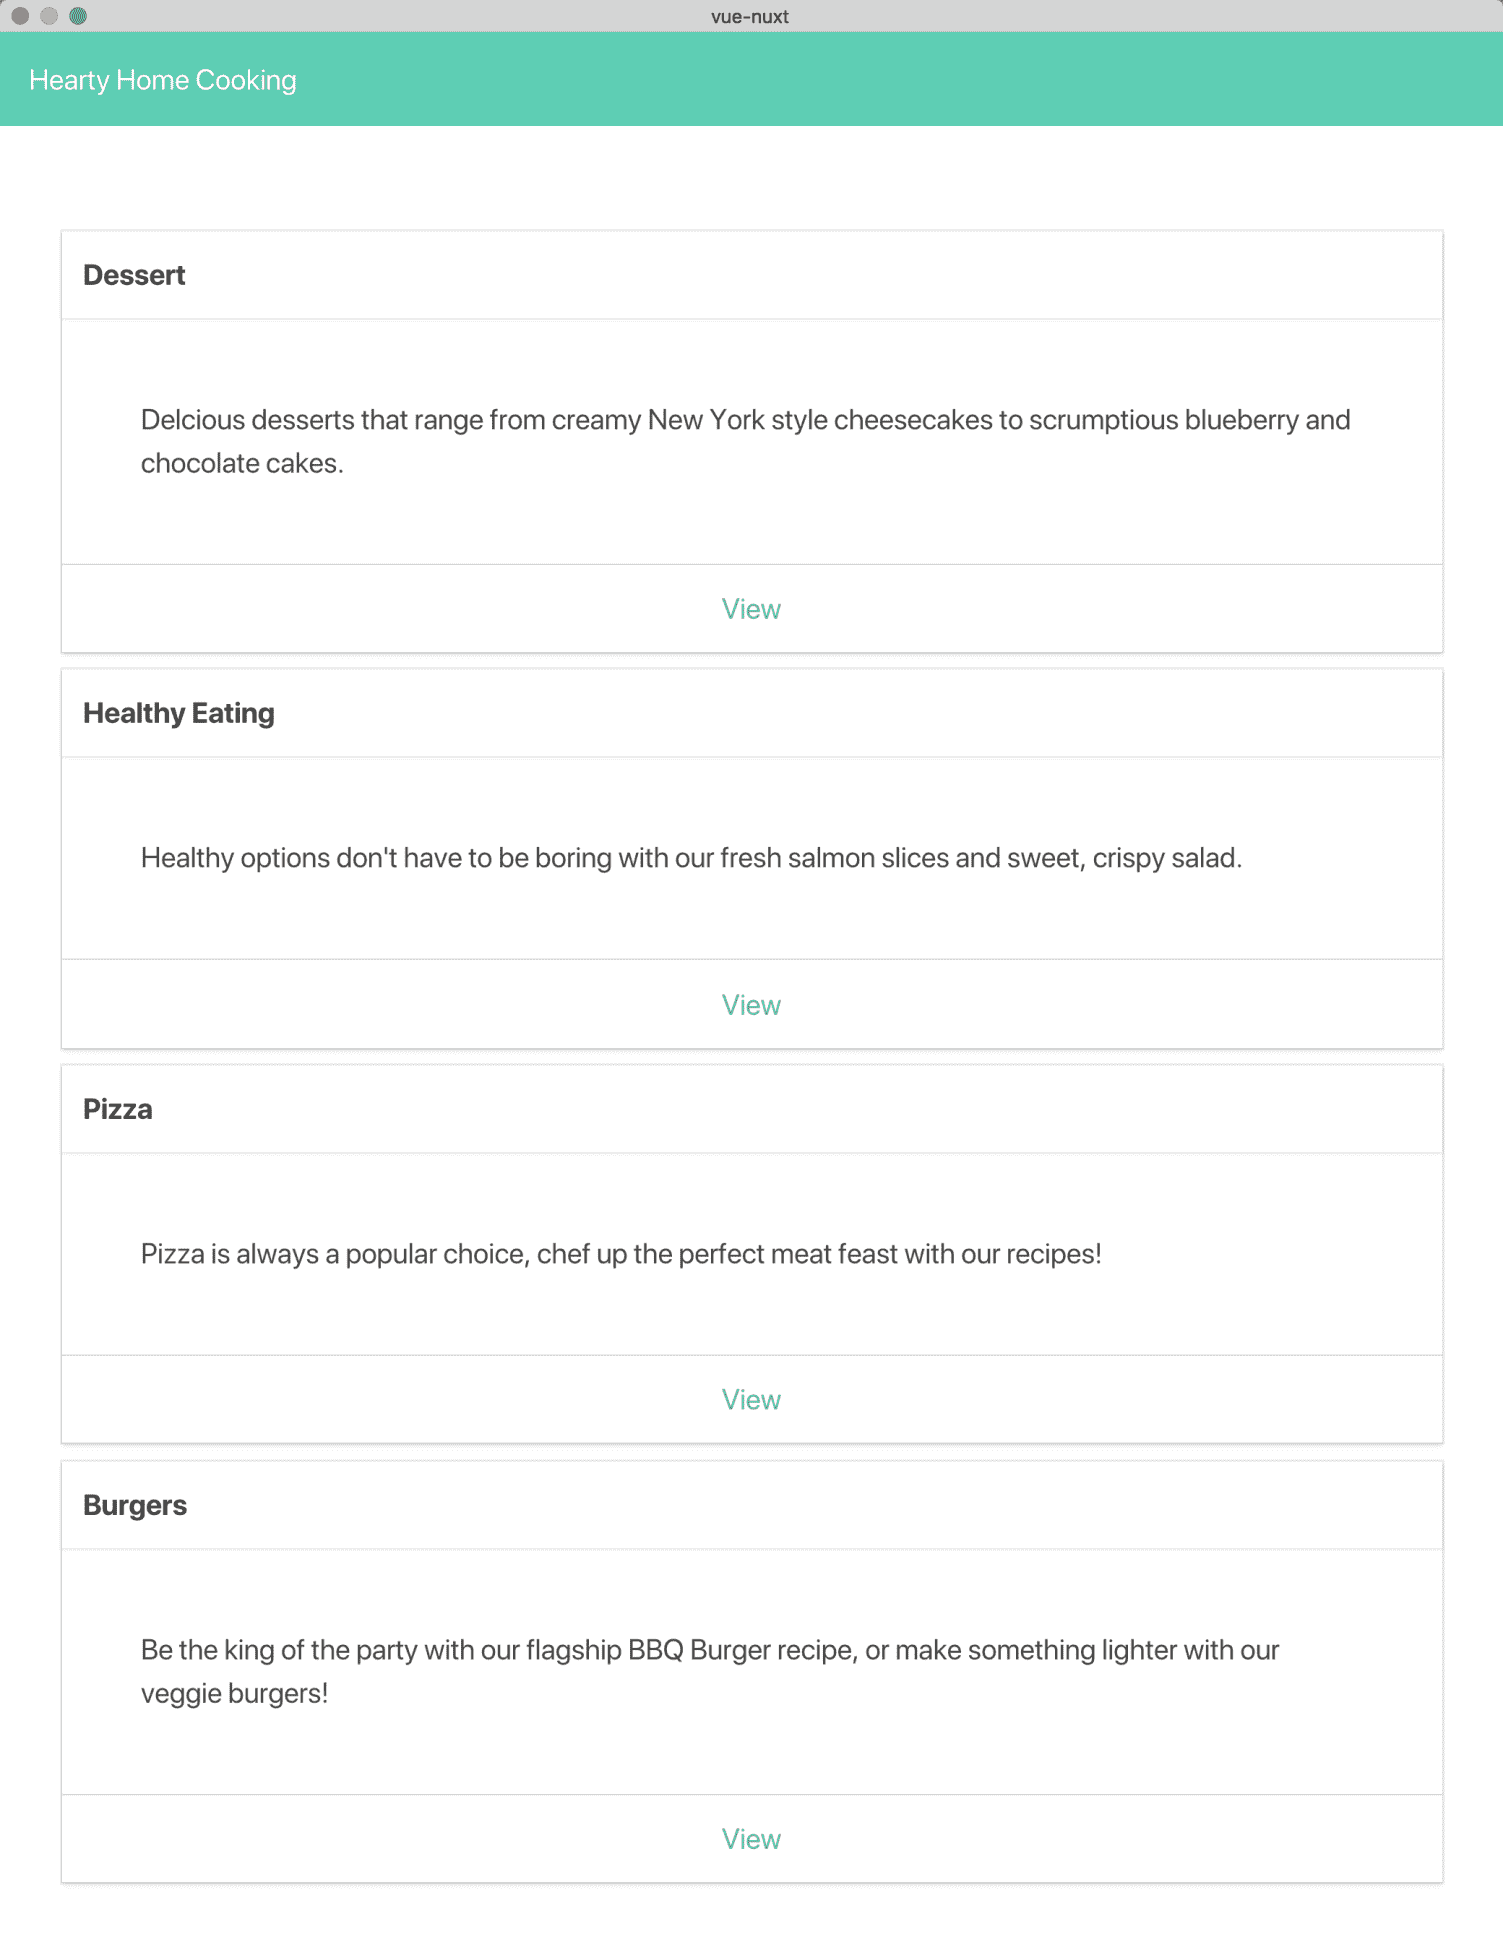 vue-nuxt
Hearty Home Cooking
Dessert
Delcious desserts that range from creamy New York style cheesecakes to scrumptious blueberry and
chocolate cakes.
View
Healthy Eating
Healthy options don't have to be boring with our fresh salmon slices and sweet, crispy salad.
View
Pizza
Pizza is always a popular choice, chef up the perfect meat feast with our recipes!
View
Burgers
Be the king of the party with our flagship BBQ Burger recipe, or make something lighter with our
veggie burgers!
View